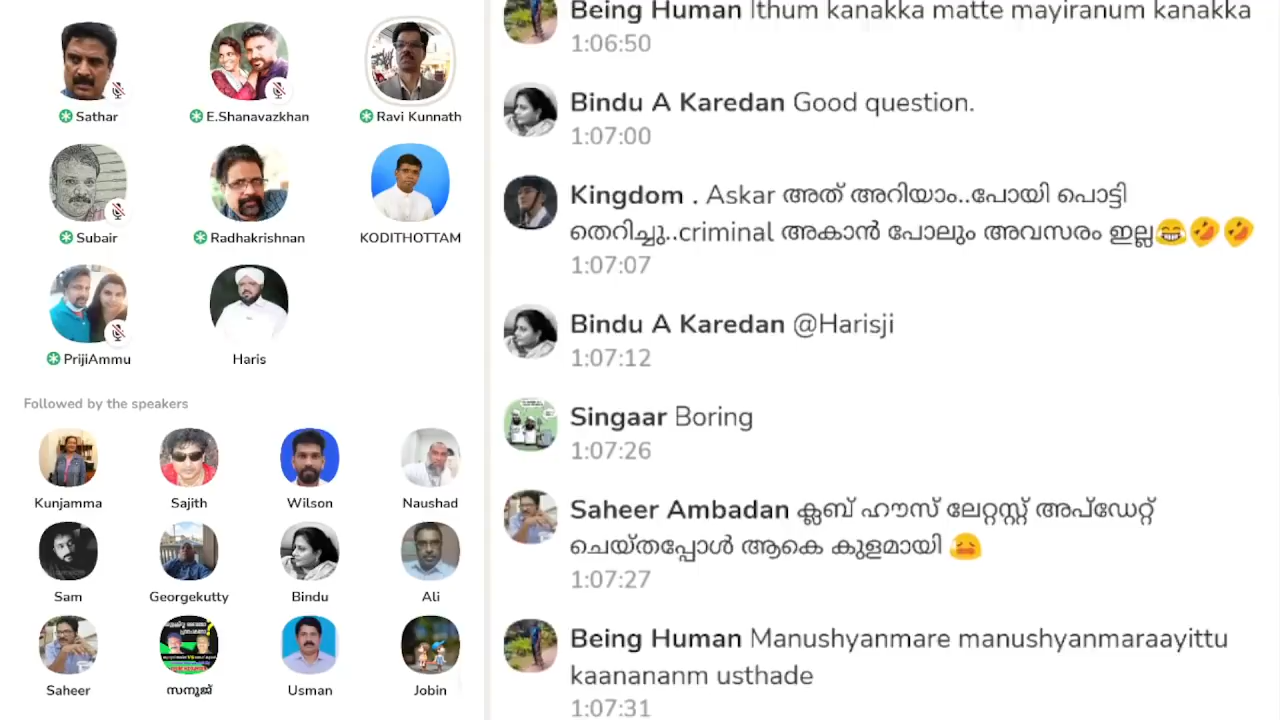 Sathar
E.Shanavazkhan
Ravi Kunnath
Subair
Radhakrishnan
KODITHOTTAM
PrijiAmmu
Haris
Followed by the speakers
Kunjamma
Sajith
Wilson
Naushad
Sam
Georgekutty
Bindu
Ali
Saheer
സനൂജ്
Usman
Jobin
Being Human Ithum kanakka matte mayiranum kanakka
1:06:50
Bindu A Karedan Good question.
1:07:00
Kingdom . Askar അത് അറിയാം..പോയി പൊട്ടി
തെറിച്ചു..criminal അകാൻ പോലും അവസരം ഇല്ല😂🤣🤣
1:07:07
Bindu A Karedan @Harisji
1:07:12
Singaar Boring
1:07:26
Saheer Ambadan ക്ലബ് ഹൗസ് ലേറ്റസ്റ്റ് അപ്ഡേറ്റ്
ചെയ്തപ്പോൾ ആകെ കുളമായി 😩
1:07:27
Being Human Manushyanmare manushyanmaraayittu
kaanananm usthade
1:07:31